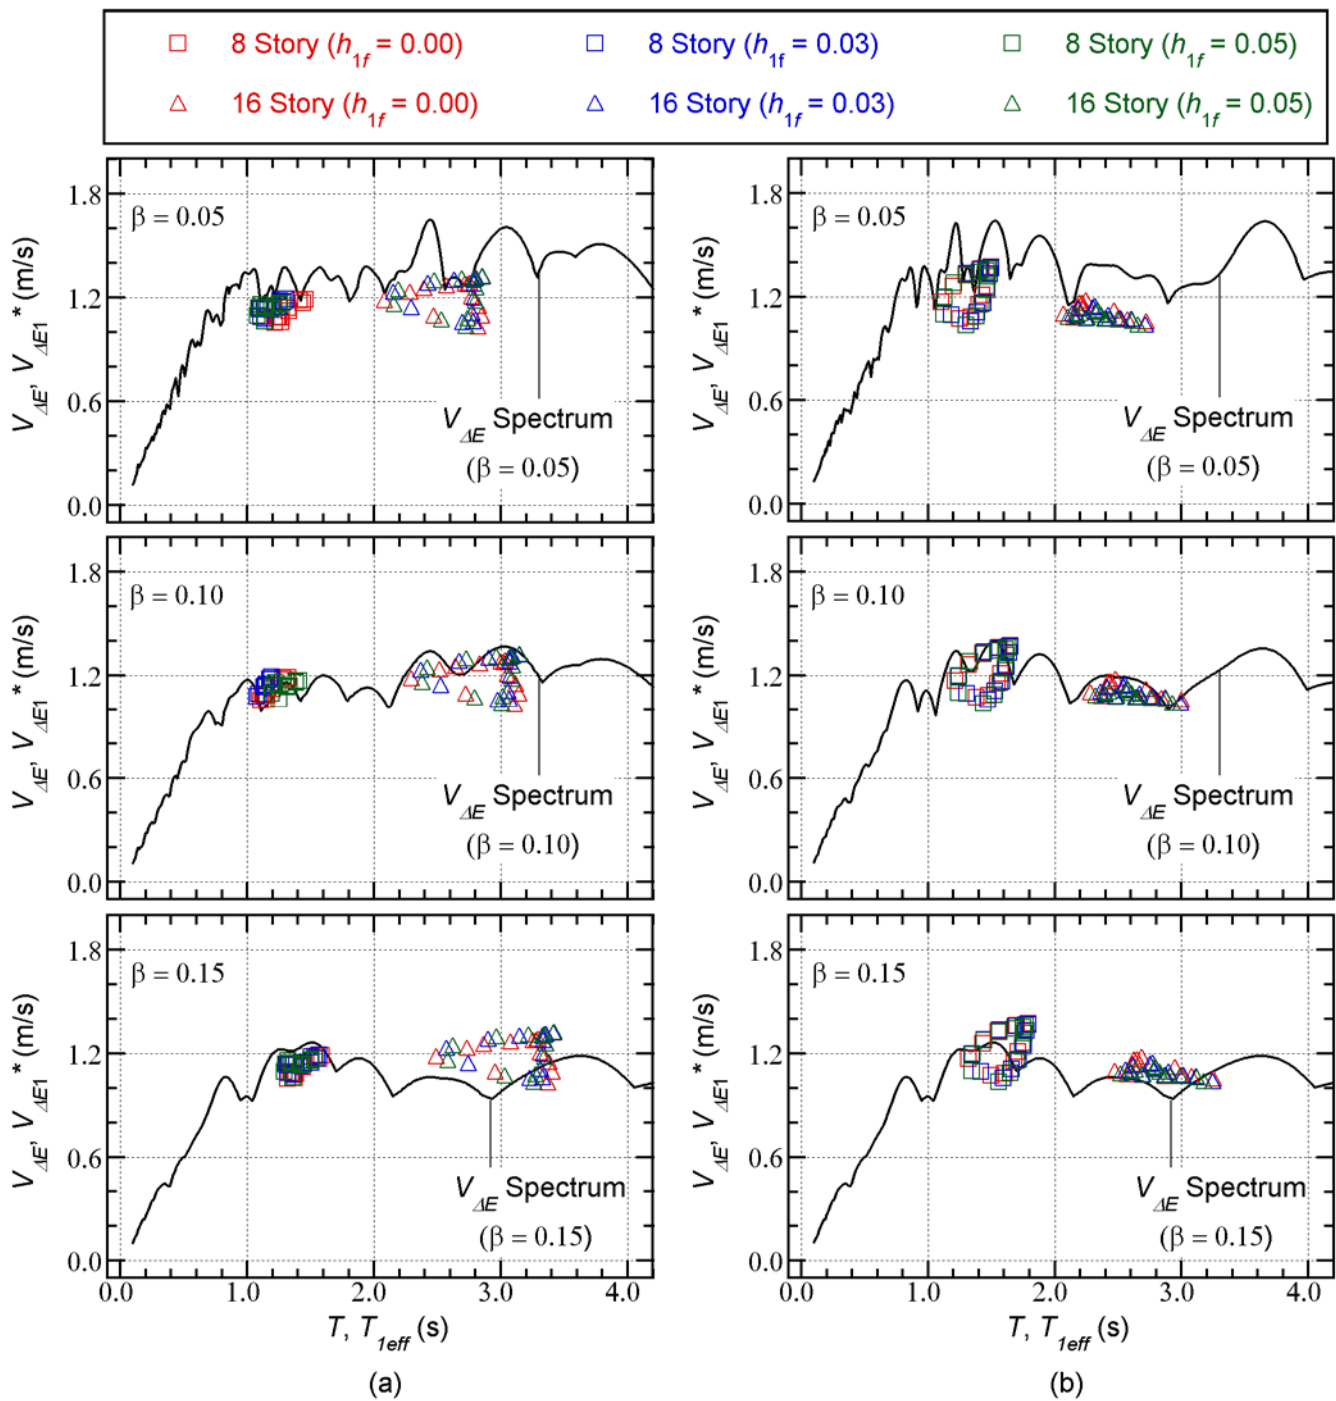 8 Story (h1f = 0.00) 8 Story (h1f = 0.03) 8 Story (h1f = 0.05)
16 Story (h1f = 0.00) 16 Story (h1f = 0.03) 16 Story (h1f = 0.05)
VΔE, VΔE1* (m/s)
1.8
1.2
0.6
0.0
β = 0.05
VΔE Spectrum
(β = 0.05)
VΔE, VΔE1* (m/s)
1.8
1.2
0.6
0.0
β = 0.05
VΔE Spectrum
(β = 0.05)
VΔE, VΔE1* (m/s)
1.8
1.2
0.6
0.0
β = 0.10
VΔE Spectrum
(β = 0.10)
VΔE, VΔE1* (m/s)
1.8
1.2
0.6
0.0
β = 0.10
VΔE Spectrum
(β = 0.10)
VΔE, VΔE1* (m/s)
1.8
1.2
0.6
0.0
β = 0.15
VΔE Spectrum
(β = 0.15)
0.0 1.0 2.0 3.0 4.0
T, T1eff (s)
(a)
VΔE, VΔE1* (m/s)
1.8
1.2
0.6
0.0
β = 0.15
VΔE Spectrum
(β = 0.15)
0.0 1.0 2.0 3.0 4.0
T, T1eff (s)
(b)